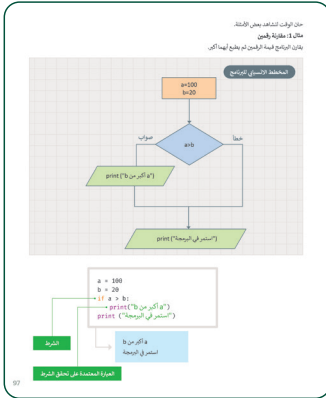 حان الوقت لنشاهد بعض الأمثلة.
مثال 1: مقارنة رقمين
يقارن البرنامج قيمة الرقمين ثم يطبع أيهما أكبر.
المخطط الانسيابي للبرنامج
a=100
b=20
a>b
صواب
خطأ
print ("b أكبر من a")
print ("استمر في البرمجة")
a = 100
b = 20
if a > b:
print("b أكبر من a")
print ("استمر في البرمجة")
الشرط
a أكبر من b
استمر في البرمجة
العبارة المعتمدة على تحقق الشرط
97